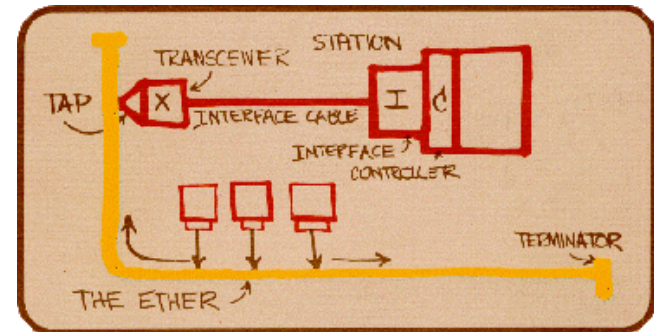 STATION
TRANSCEIVER
TAP
X
I
C
INTERFACE CABLE
INTERFACE
CONTROLLER
TERMINATOR
THE ETHER